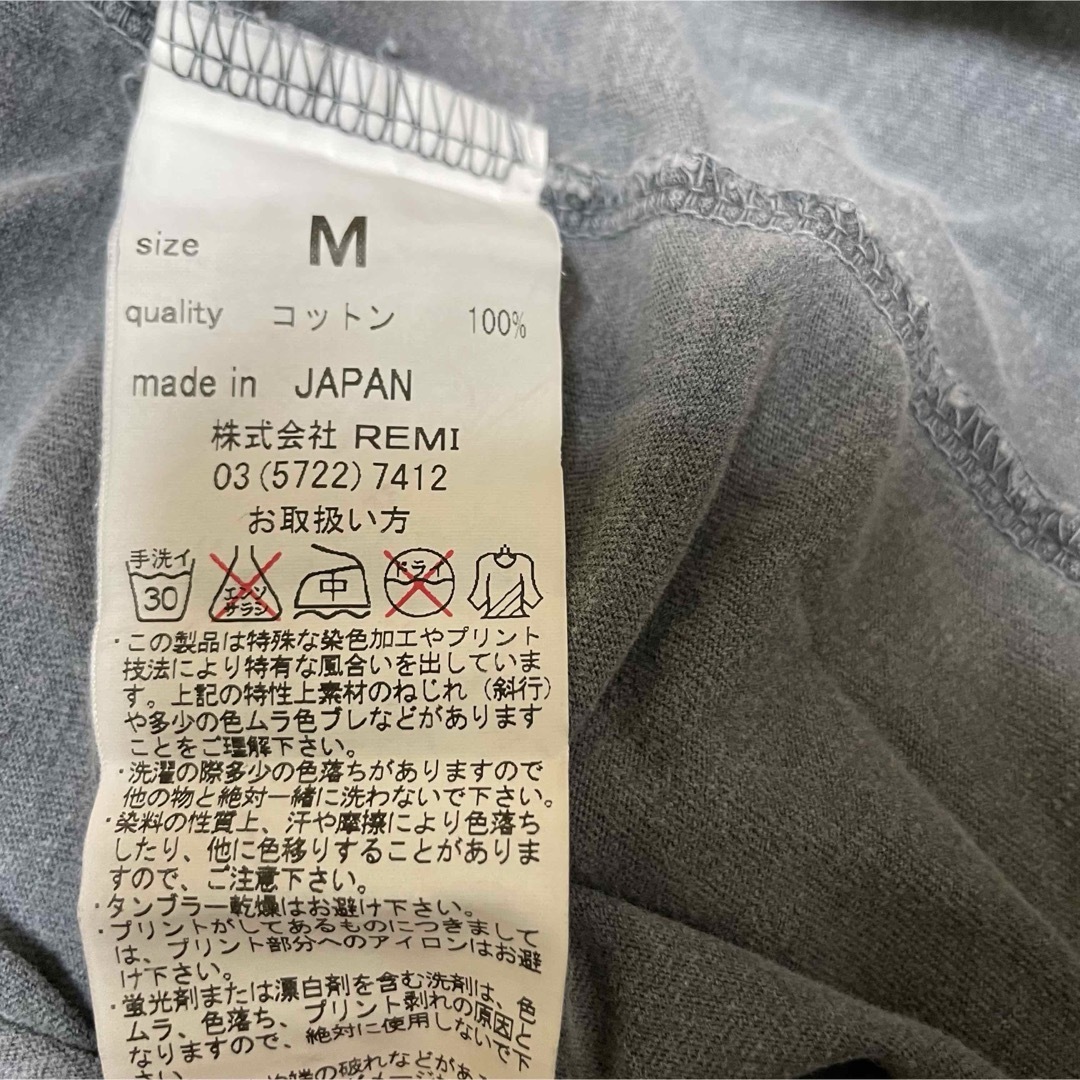 size M
quality コットン 100%
made in JAPAN
株式会社 REMI
03(5722)7412
お取扱い方
手洗イ
30
エンソ
サラシ
中
ドライ
・この製品は特殊な染色加工やプリント
技法により特有な風合いを出していま
す。上記の特性上素材のねじれ（斜行）
や多少の色ムラ色ブレなどがあります
ことをご理解下さい。
・洗濯の際多少の色落ちがありますので
他の物と絶対一緒に洗わないで下さい。
・染料の性質上、汗や摩擦により色落ち
したり、他に色移りすることがありま
すので、ご注意下さい。
・タンブラー乾燥はお避け下さい。
・プリントがしてあるものにつきまして
は、プリント部分へのアイロンはお避
け下さい。
・蛍光剤または漂白剤を含む洗剤は、色
ムラ、色落ち、プリント剥れの原因と
なりますので、絶対に使用しないで下
さい。
の破れなどがあ